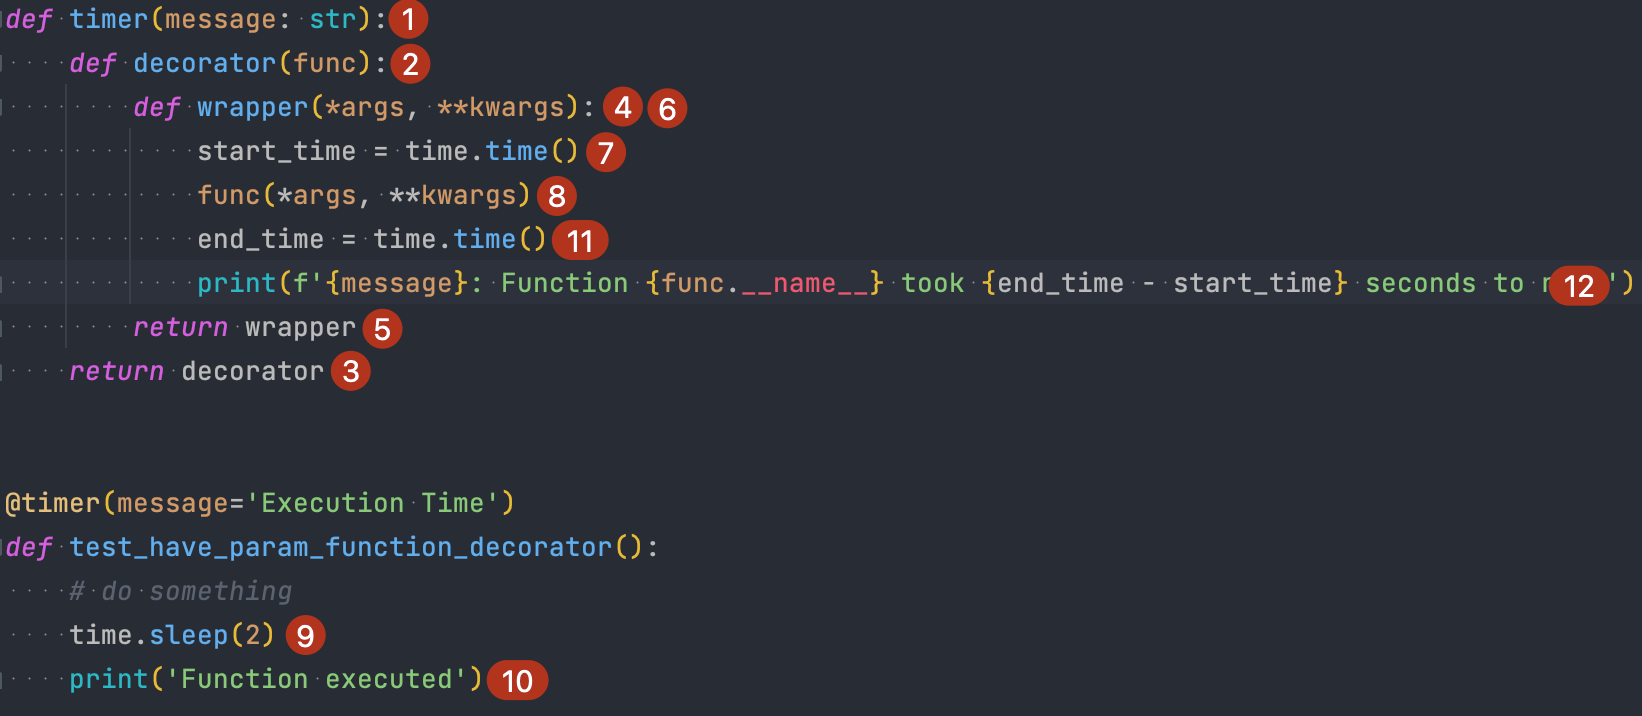 def timer(message: str): 1
    def decorator(func): 2
        def wrapper(*args, **kwargs): 4 6
            start_time = time.time() 7
            func(*args, **kwargs) 8
            end_time = time.time() 11
            print(f'{message}: Function {func.__name__} took {end_time - start_time} seconds to 12 ')
        return wrapper 5
    return decorator 3
@timer(message='Execution Time')
def test_have_param_function_decorator():
    # do something
    time.sleep(2) 9
    print('Function executed') 10